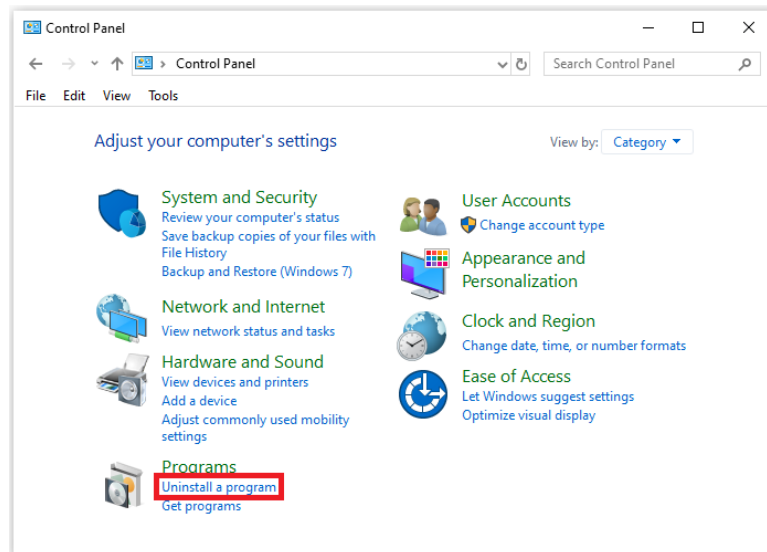 Control Panel
Control Panel
Search Control Panel
File Edit View Tools
Adjust your computer's settings
View by: Category
System and Security
Review your computer's status
Save backup copies of your files with
File History
Backup and Restore (Windows 7)
Network and Internet
View network status and tasks
Hardware and Sound
View devices and printers
Add a device
Adjust commonly used mobility
settings
Programs
Uninstall a program
Get programs
User Accounts
Change account type
Appearance and
Personalization
Clock and Region
Change date, time, or number formats
Ease of Access
Let Windows suggest settings
Optimize visual display